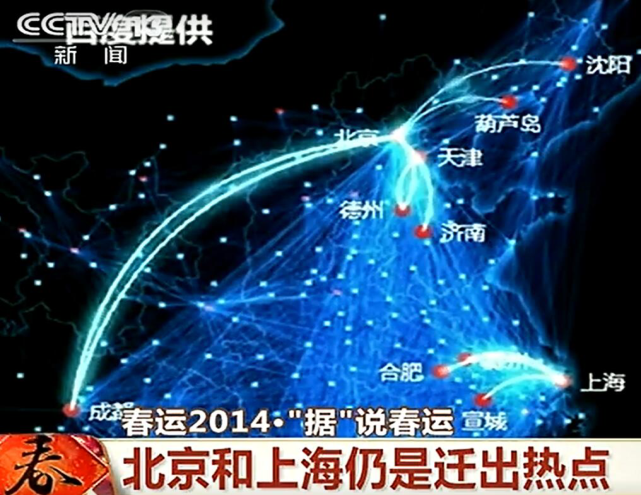 CCTV 13
百度提供
新闻
沈阳
葫芦岛
北京
天津
德州
济南
合肥
上海
宣城
成都
春运2014·"据"说春运
春
北京和上海仍是迁出热点